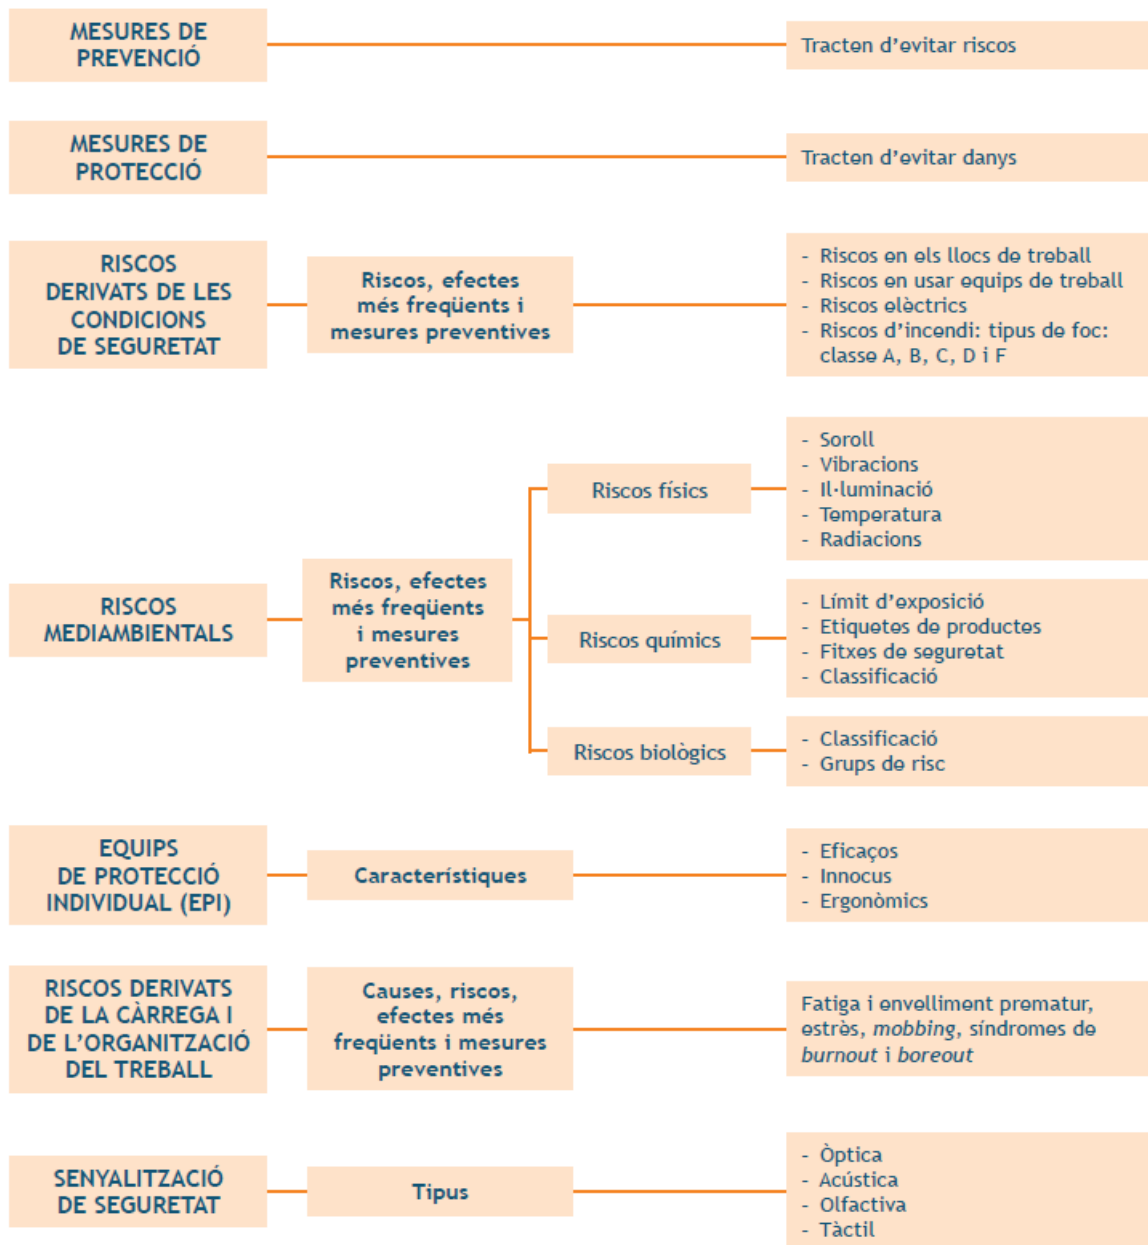 MESURES DE
PREVENCIÓ
Tracten d'evitar riscos
MESURES DE
PROTECCIÓ
Tracten d'evitar danys
RISCOS
DERIVATS DE LES
CONDICIONS
DE SEGURETAT
Riscos, efectes
més freqüents i
mesures preventives
- Riscos en els llocs de treball
- Riscos en usar equips de treball
- Riscos elèctrics
- Riscos d'incendi: tipus de foc:
classe A, B, C, D i F
RISCOS
MEDIAMBIENTALS
Riscos, efectes
més freqüents
i mesures
preventives
Riscos físics
- Soroll
- Vibracions
- Il·luminació
- Temperatura
- Radiacions
Riscos químics
- Límit d'exposició
- Etiquetes de productes
- Fitxes de seguretat
- Classificació
Riscos biològics
- Classificació
- Grups de risc
EQUIPS
DE PROTECCIÓ
INDIVIDUAL (EPI)
Característiques
- Eficaços
- Innocus
- Ergonòmics
RISCOS DERIVATS
DE LA CÀRREGA I
DE L'ORGANITZACIÓ
DEL TREBALL
Causes, riscos,
efectes més
freqüents i mesures
preventives
Fatiga i envelliment prematur,
estrès, mobbing, síndromes de
burnout i boreout
SENYALITZACIÓ
DE SEGURETAT
Tipus
- Òptica
- Acústica
- Olfactiva
- Tàctil